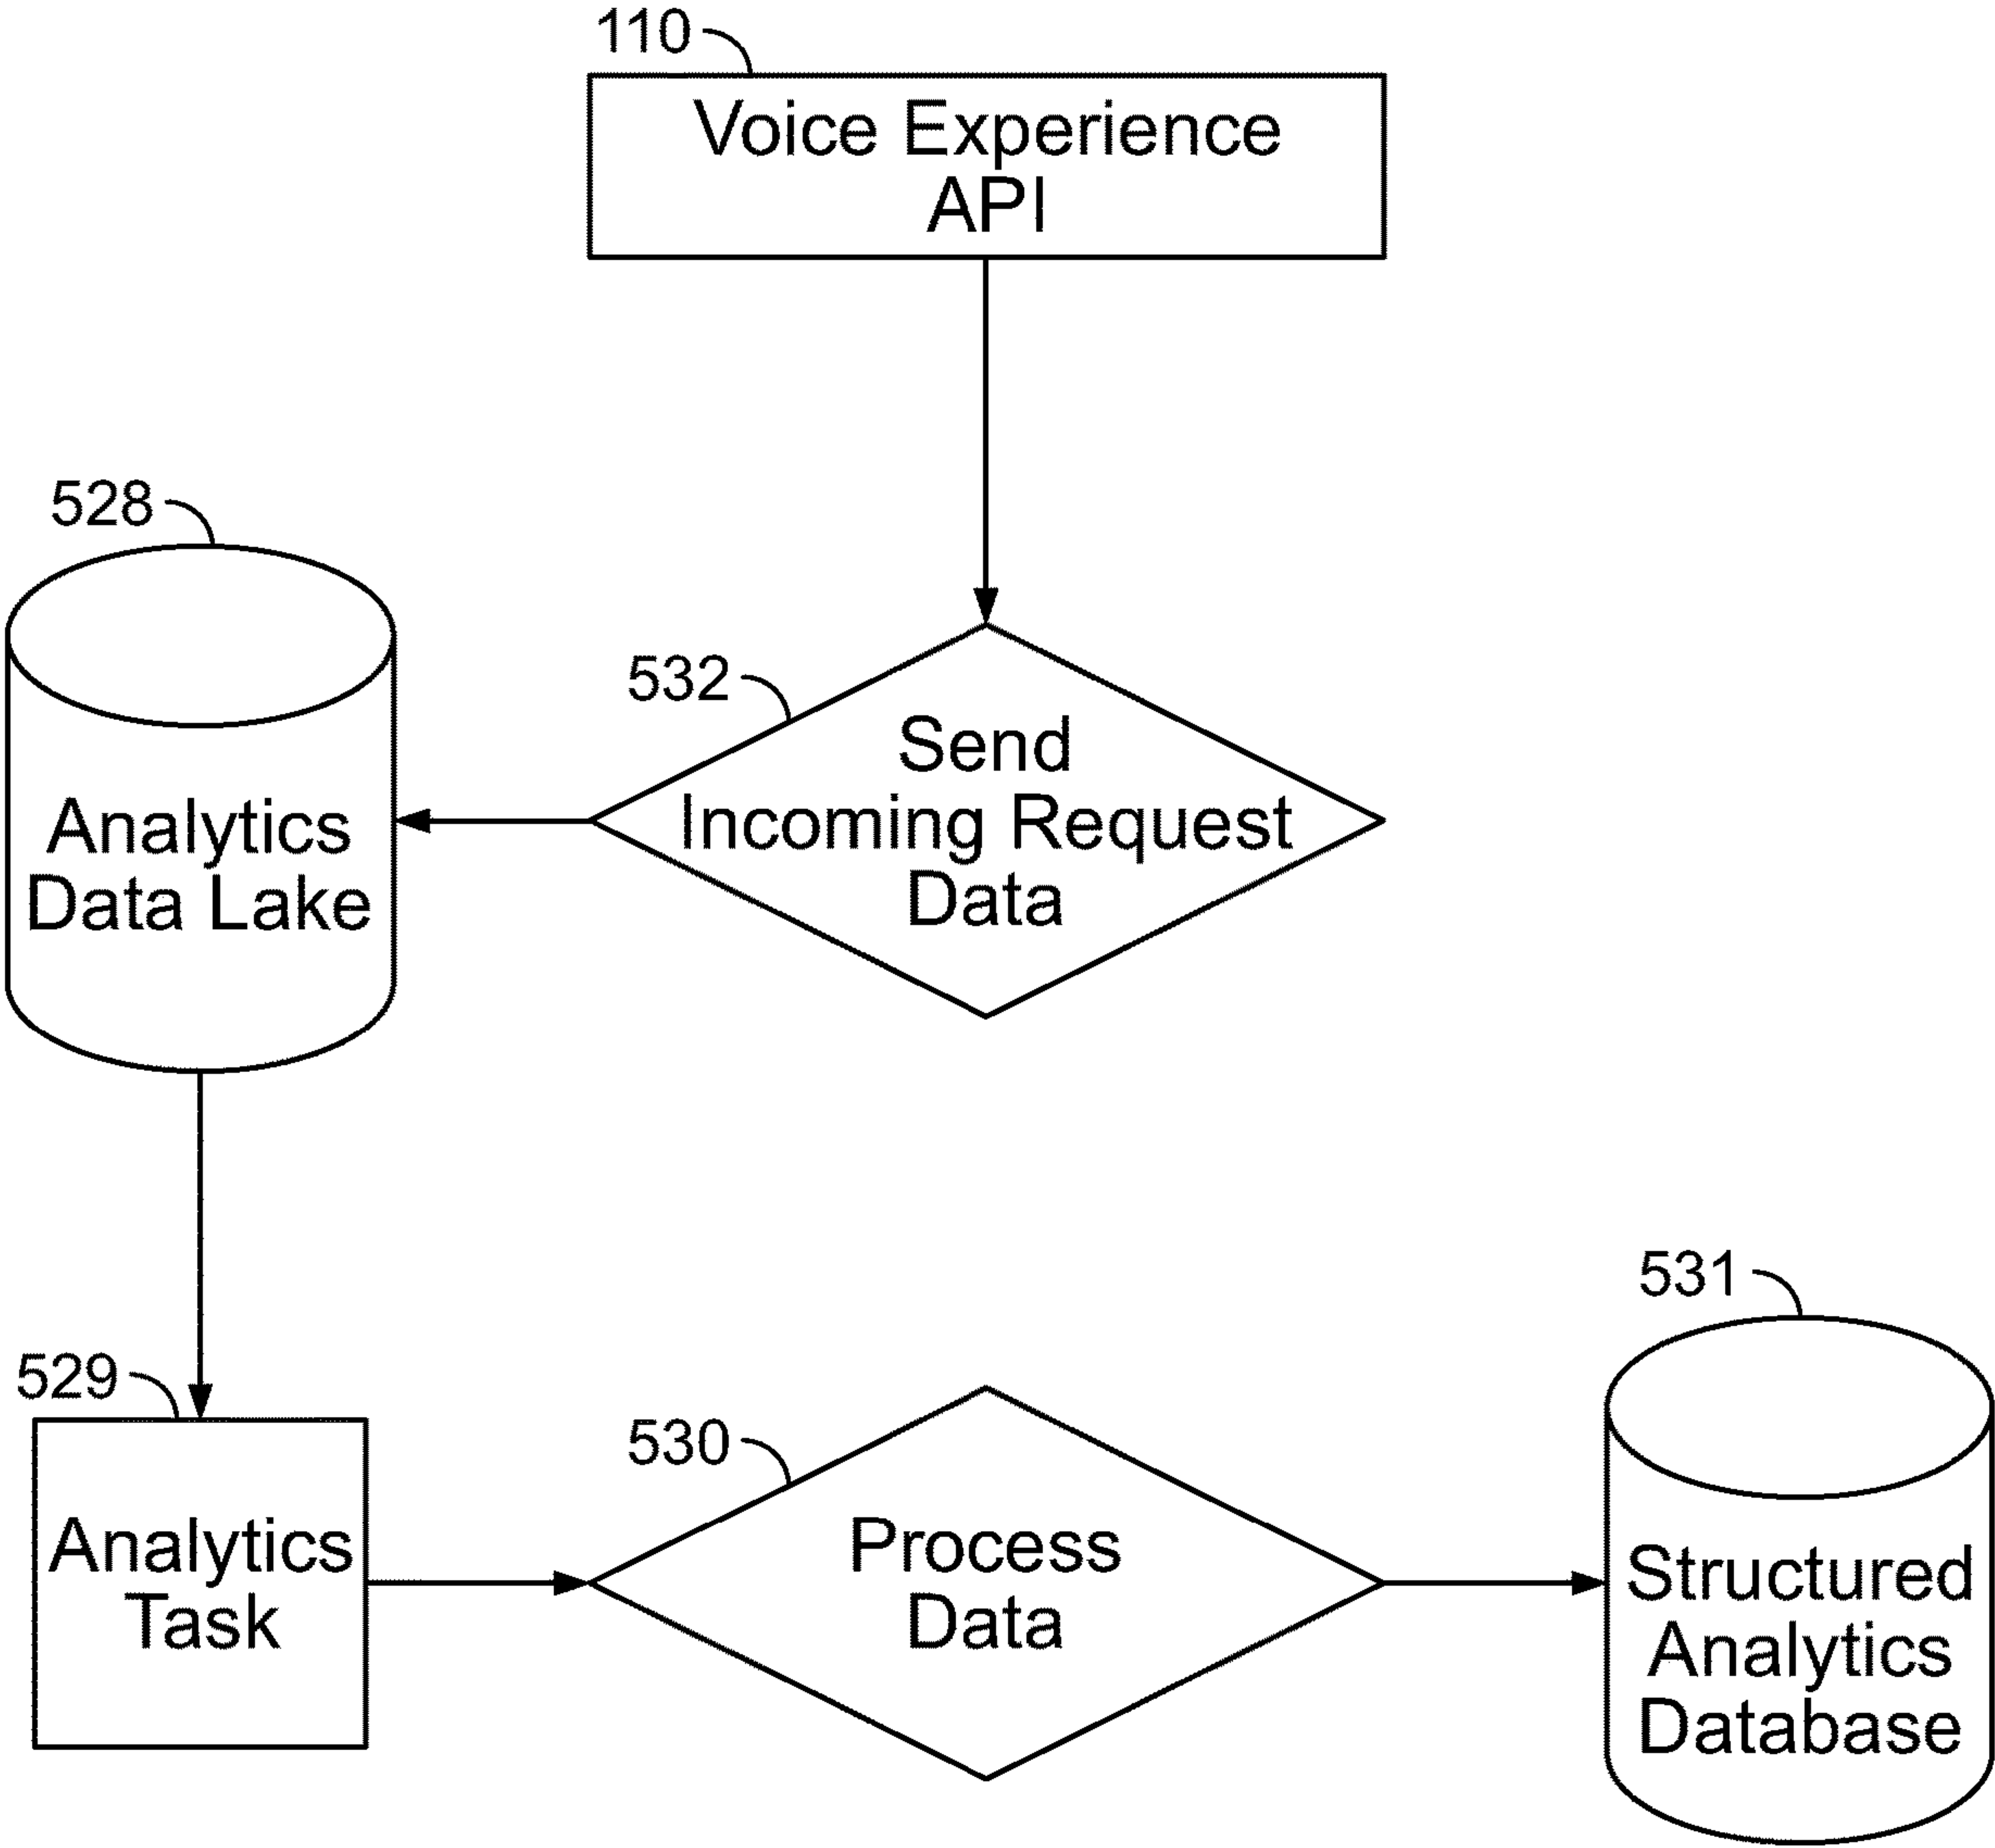 110
Voice Experience
API
528
532
Send
Incoming Request
Data
Analytics
Data Lake
531
529
530
Analytics
Task
Process
Data
Structured
Analytics
Database